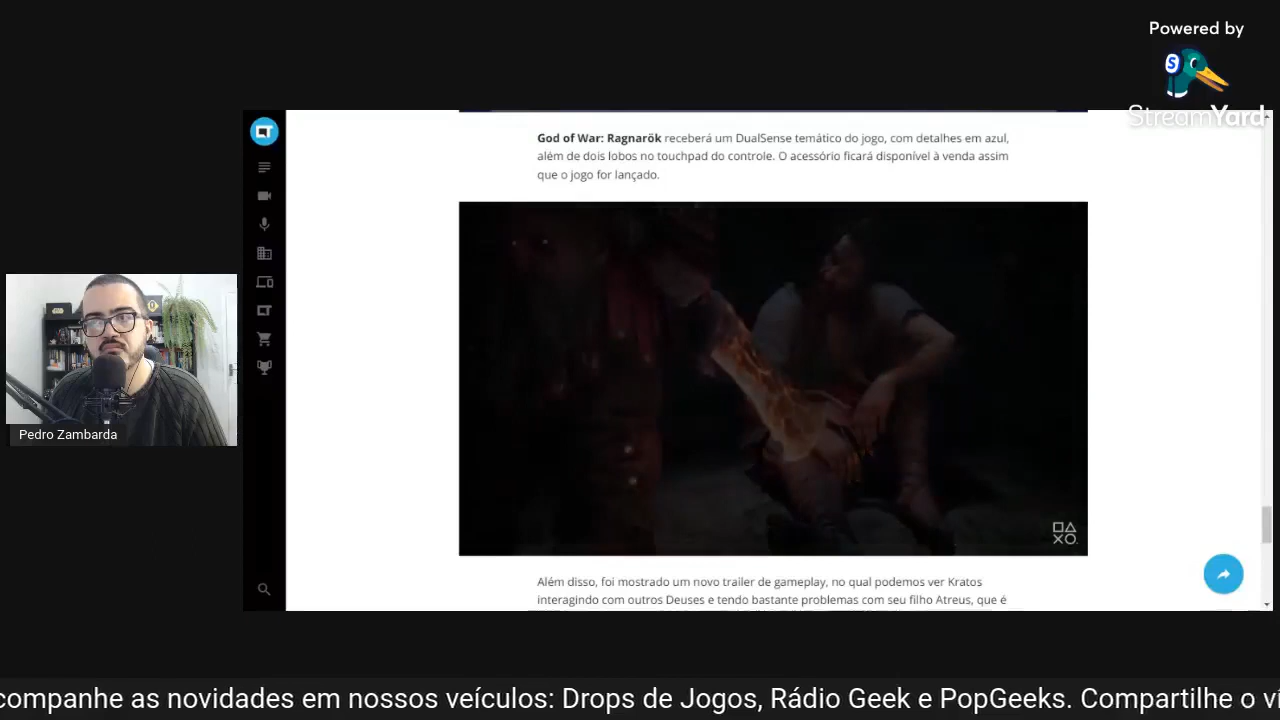 Powered by
S
StreamYard
God of War: Ragnarök receberá um DualSense temático do jogo, com detalhes em azul,
além de dois lobos no touchpad do controle. O acessório ficará disponível à venda assim
que o jogo for lançado.
Pedro Zambarda
Além disso, foi mostrado um novo trailer de gameplay, no qual podemos ver Kratos
interagindo com outros Deuses e tendo bastante problemas com seu filho Atreus, que é
companhe as novidades em nossos veículos: Drops de Jogos, Rádio Geek e PopGeeks. Compartilhe o ví